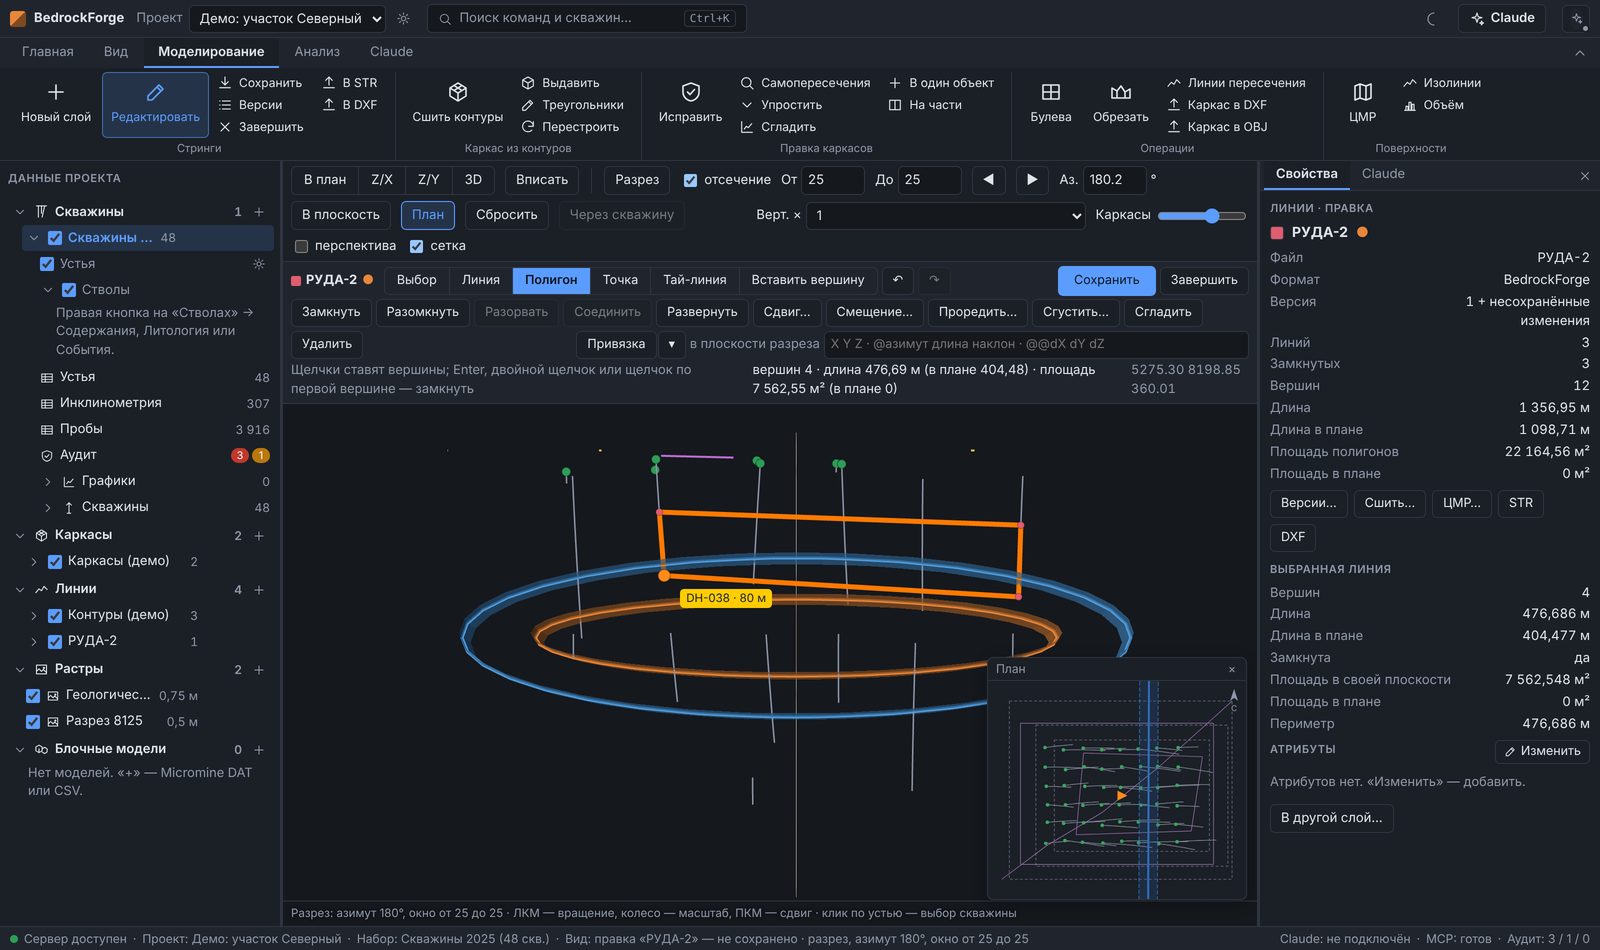 BedrockForge Проект Демо: участок Северный Поиск команд и скважин... Ctrl+K Claude
Главная Вид Моделирование Анализ Claude
Новый слой
Редактировать
Сохранить
Версии
Завершить
В STR
В DXF
Стринги
Сшить контуры
Выдавить
Треугольники
Перестроить
Каркас из контуров
Исправить
Самопересечения
Упростить
Сгладить
В один объект
На части
Правка каркасов
Булева
Обрезать
Линии пересечения
Каркас в DXF
Каркас в OBJ
Операции
ЦМР
Изолинии
Объём
Поверхности
ДАННЫЕ ПРОЕКТА
Скважины 1 +
Скважины ... 48
Устья
Стволы
Правая кнопка на «Стволах» →
Содержания, Литология или
События.
Устья 48
Инклинометрия 307
Пробы 3 916
Аудит 3 1
Графики 0
Скважины 48
Каркасы 2 +
Каркасы (демо) 2
Линии 4 +
Контуры (демо) 3
РУДА-2 1
Растры 2 +
Геологичес... 0,75 м
Разрез 8125 0,5 м
Блочные модели 0 +
Нет моделей. «+» — Micromine DAT
или CSV.
В план Z/X Z/Y 3D Вписать Разрез отсечение От 25 До 25 ◀ ▶ Аз. 180.2 °
В плоскость План Сбросить Через скважину Верт. × 1 Каркасы
перспектива сетка
РУДА-2 Выбор Линия Полигон Точка Тай-линия Вставить вершину ↶ ↷ Сохранить Завершить
Замкнуть Разомкнуть Разорвать Соединить Развернуть Сдвиг... Смещение... Проредить... Сгустить... Сгладить
Удалить Привязка ▾ в плоскости разреза X Y Z · @азимут длина наклон · @@dX dY dZ
Щелчки ставят вершины; Enter, двойной щелчок или щелчок по
первой вершине — замкнуть
вершин 4 · длина 476,69 м (в плане 404,48) · площадь
7 562,55 м² (в плане 0)
5275.30 8198.85
360.01
DH-038 · 80 м
План ×
С
Разрез: азимут 180°, окно от 25 до 25 · ЛКМ — вращение, колесо — масштаб, ПКМ — сдвиг · клик по устью — выбор скважины
Свойства Claude ×
ЛИНИИ · ПРАВКА
РУДА-2
Файл РУДА-2
Формат BedrockForge
Версия 1 + несохранённые
изменения
Линий 3
Замкнутых 3
Вершин 12
Длина 1 356,95 м
Длина в плане 1 098,71 м
Площадь полигонов 22 164,56 м²
Площадь в плане 0 м²
Версии... Сшить... ЦМР... STR
DXF
ВЫБРАННАЯ ЛИНИЯ
Вершин 4
Длина 476,686 м
Длина в плане 404,477 м
Замкнута да
Площадь в своей плоскости 7 562,548 м²
Площадь в плане 0 м²
Периметр 476,686 м
АТРИБУТЫ Изменить
Атрибутов нет. «Изменить» — добавить.
В другой слой...
Сервер доступен · Проект: Демо: участок Северный · Набор: Скважины 2025 (48 скв.) · Вид: правка «РУДА-2» — не сохранено · разрез, азимут 180°, окно от 25 до 25 Claude: не подключён · MCP: готов · Аудит: 3 / 1 / 0